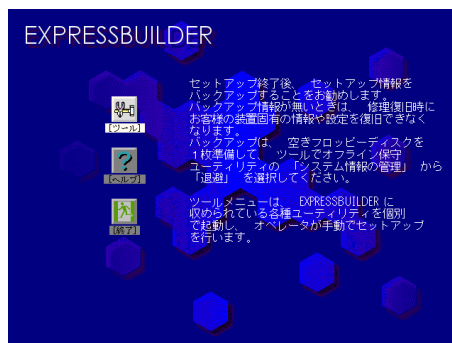 EXPRESSBUILDER
セットアップ終了後、 セットアップ情報を
バックアップすることをお勧めします。
バックアップ情報が無いときは、 修理復旧時に
お客様の装置固有の情報や設定を復旧できなく
なります。
バックアップは、 空きフロッピーディスクを
1枚準備して、 ツールでオフライン保守
ユーティリティの 「システム情報の管理」 から
「退避」 を選択してください。
[ツール]
[ヘルプ]
ツールメニューは、 EXPRESSBUILDER に
収められている各種ユーティリティを個別
で起動し、 オペレータが手動でセットアップ
を行います。
[終了]